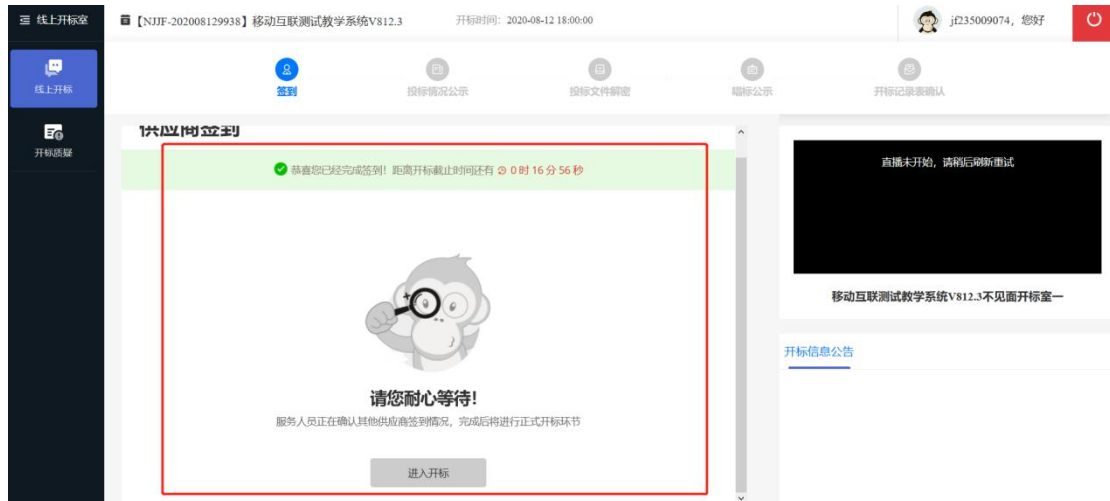 线上开标室
【NJJF-202008129938】移动互联测试教学系统V812.3
开标时间：2020-08-12 18:00:00
jf235009074，您好
线上开标
开标质疑
签到
投标情况公示
投标文件解密
唱标公示
开标记录表确认
供应商签到
恭喜您已经完成签到！距离开标截止时间还有 0 时 16 分 56 秒
请您耐心等待！
服务人员正在确认其他供应商签到情况，完成后将进行正式开标环节
进入开标
直播未开始，请稍后刷新重试
移动互联测试教学系统V812.3不见面开标室一
开标信息公告